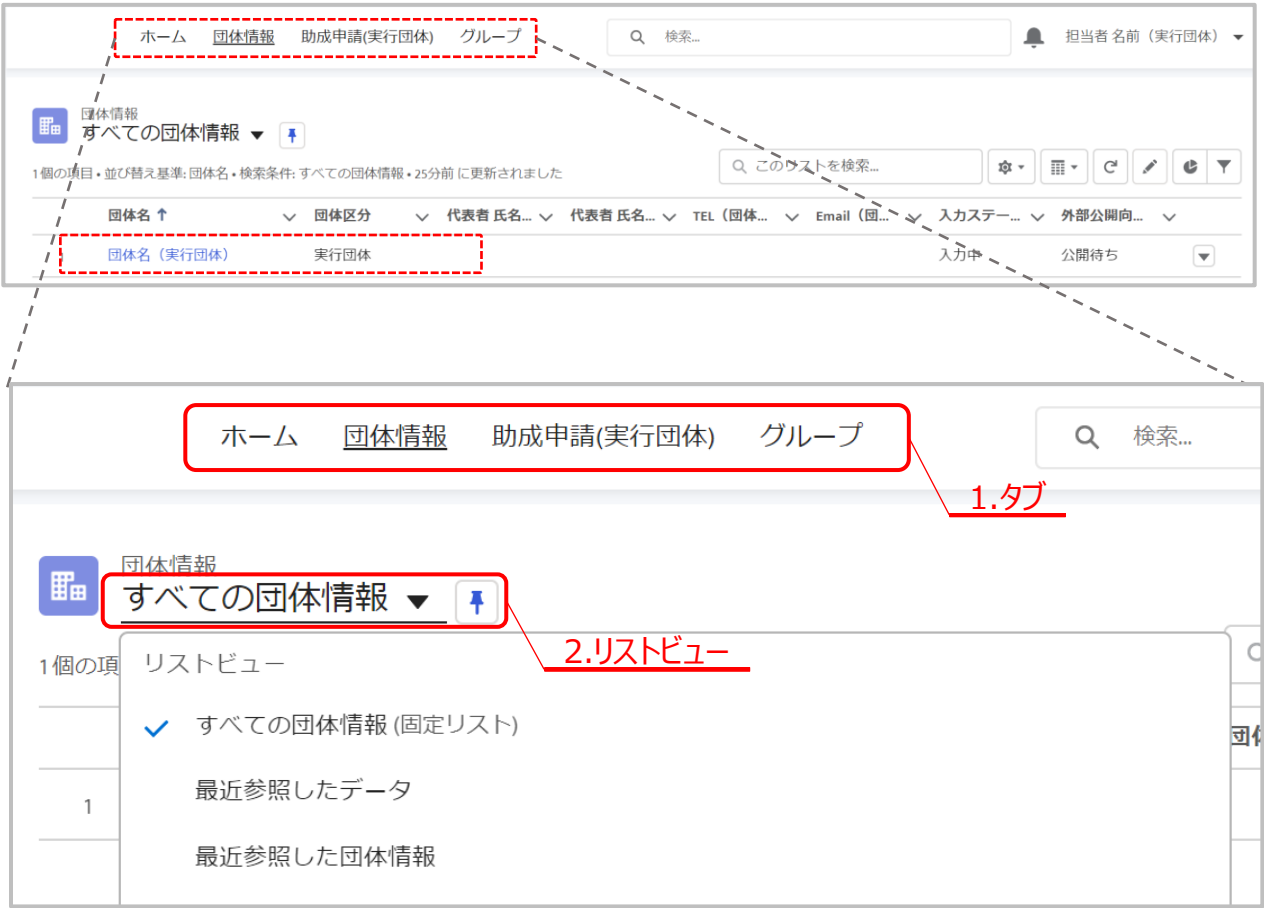 ホーム 団体情報 助成申請(実行団体) グループ 検索... 担当者 名前（実行団体）
団体情報
すべての団体情報
1個の項目 • 並び替え基準: 団体名 • 検索条件: すべての団体情報 • 25分前 に更新されました
このリストを検索...
団体名 ↑ 団体区分 代表者 氏名... 代表者 氏名... TEL（団体... Email（団... 入力ステー... 外部公開向...
団体名（実行団体） 実行団体 入力中 公開待ち
ホーム 団体情報 助成申請(実行団体) グループ 検索...
1.タブ
団体情報
すべての団体情報
2.リストビュー
1個の項
リストビュー
すべての団体情報 (固定リスト)
最近参照したデータ
1
最近参照した団体情報